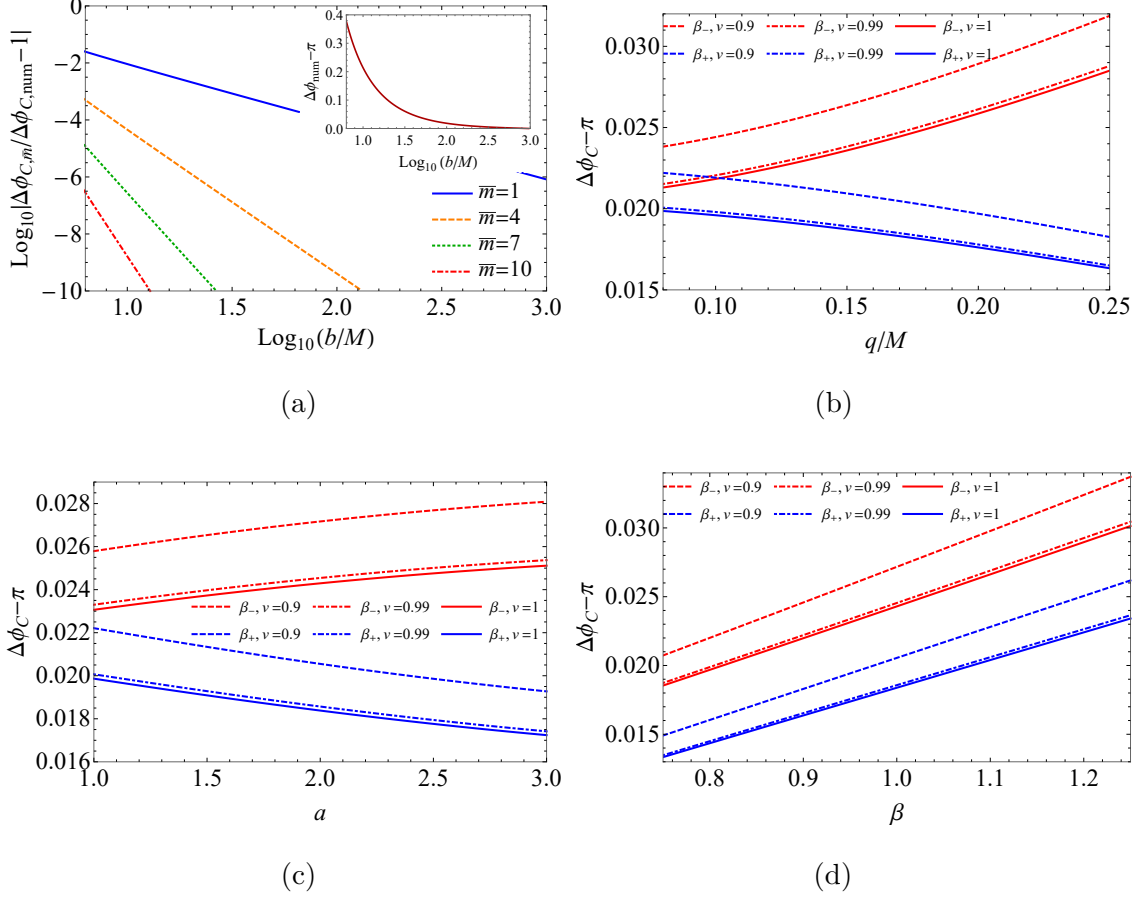 0
−2
−4
−6
−8
−10
Log₁₀|Δϕ_{C,m}/Δϕ_{C,num}−1|
1.0 1.5 2.0 2.5 3.0
Log₁₀(b/M)
0.4
0.3
0.2
0.1
0.0
Δϕ_{num}−π
1.0 1.5 2.0 2.5 3.0
Log₁₀(b/M)
m̅=1
m̅=4
m̅=7
m̅=10
(a)
β₋, v=0.9 β₋, v=0.99 β₋, v=1
β₊, v=0.9 β₊, v=0.99 β₊, v=1
0.030
0.025
0.020
0.015
Δϕ_C−π
0.10 0.15 0.20 0.25
q/M
(b)
0.028
0.026
0.024
0.022
0.020
0.018
0.016
Δϕ_C−π
β₋, v=0.9 β₋, v=0.99 β₋, v=1
β₊, v=0.9 β₊, v=0.99 β₊, v=1
1.0 1.5 2.0 2.5 3.0
a
(c)
β₋, v=0.9 β₋, v=0.99 β₋, v=1
β₊, v=0.9 β₊, v=0.99 β₊, v=1
0.030
0.025
0.020
0.015
Δϕ_C−π
0.8 0.9 1.0 1.1 1.2
β
(d)